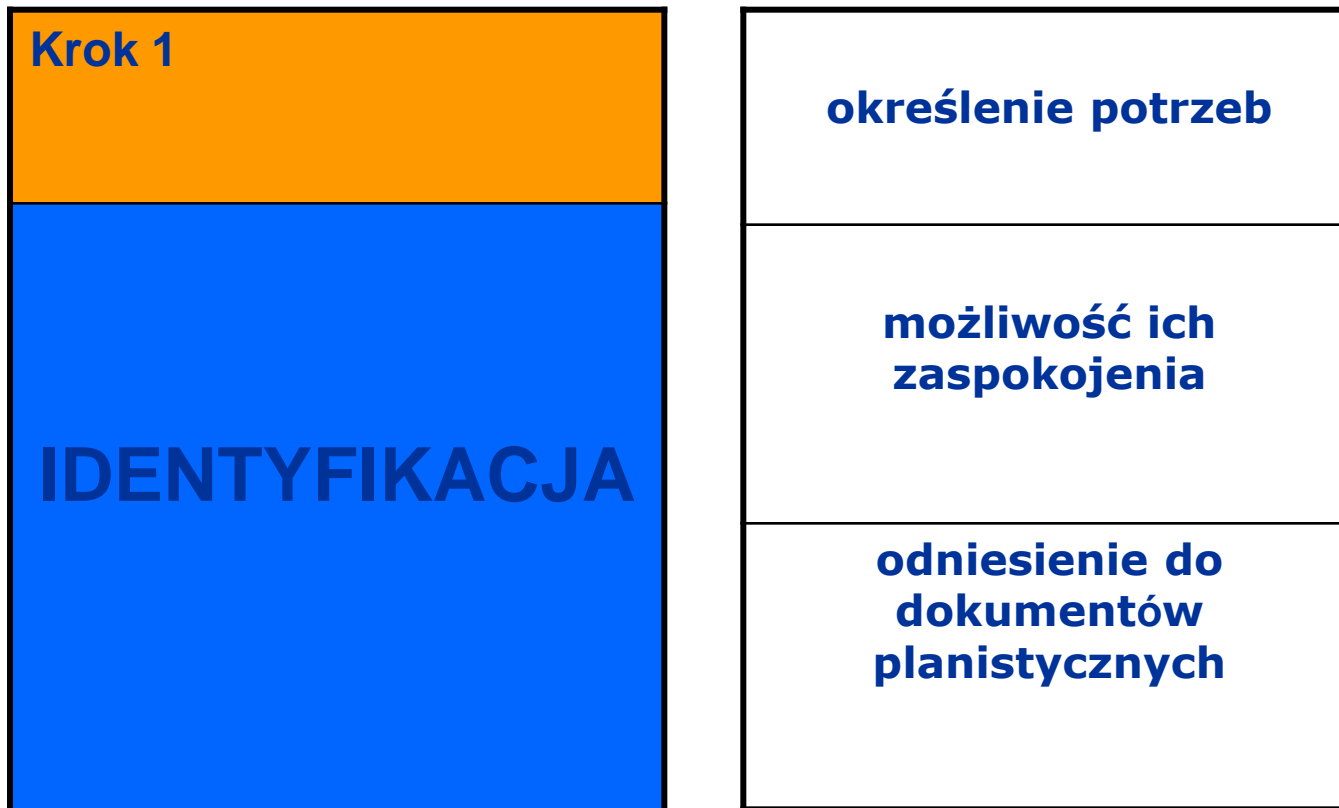 Krok 1
IDENTYFIKACJA
określenie potrzeb
możliwość ich
zaspokojenia
odniesienie do
dokumentów
planistycznych